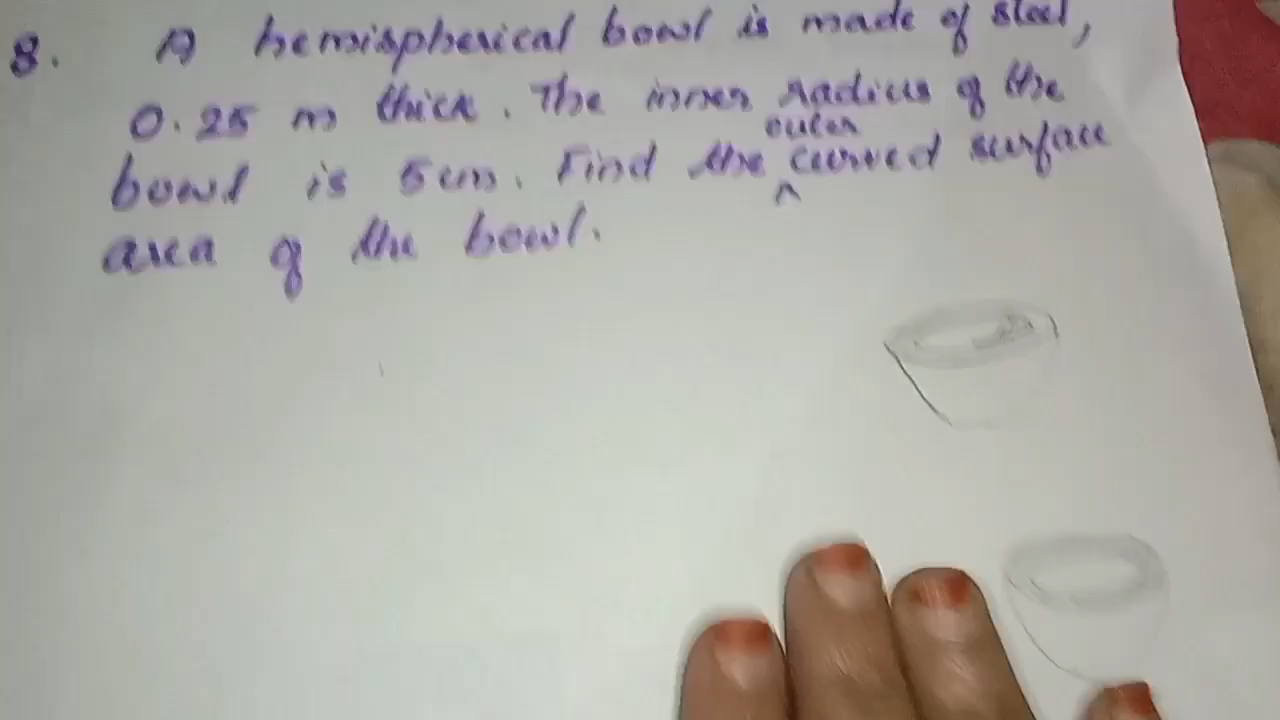 8. A hemispherical bowl is made of steel,
0.25 m thick. The inner radius of the
outer
bowl is 5cm. Find the ^ curved surface
area of the bowl.